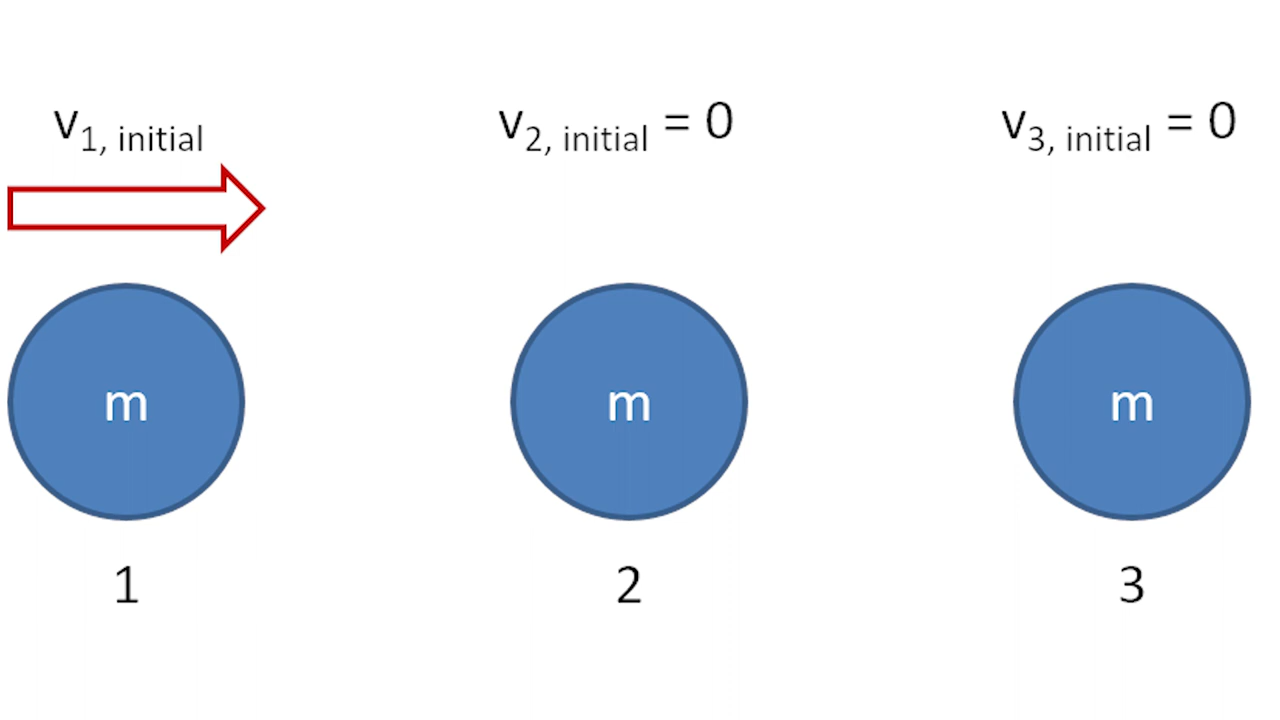 v1, initial
v2, initial = 0
v3, initial = 0
m
m
m
1
2
3